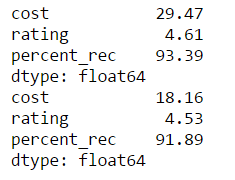 cost 29.47
rating 4.61
percent_rec 93.39
dtype: float64
cost 18.16
rating 4.53
percent_rec 91.89
dtype: float64